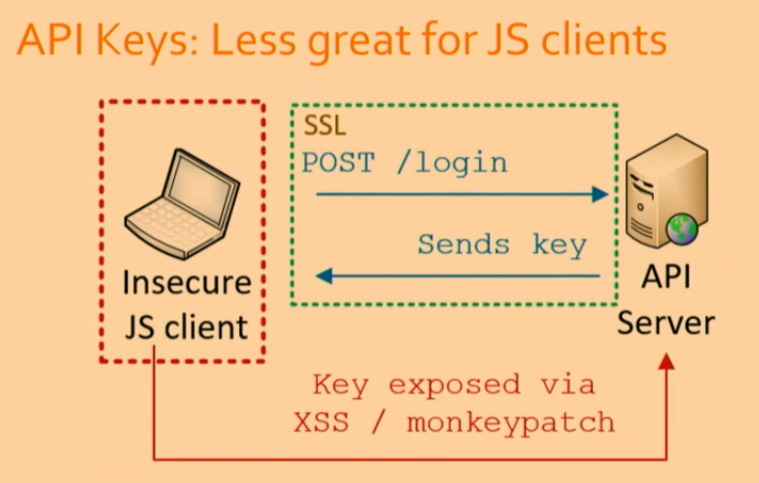 API Keys: Less great for JS clients
SSL
POST /login
Sends key
Insecure
JS client
API
Server
Key exposed via
XSS / monkeypatch